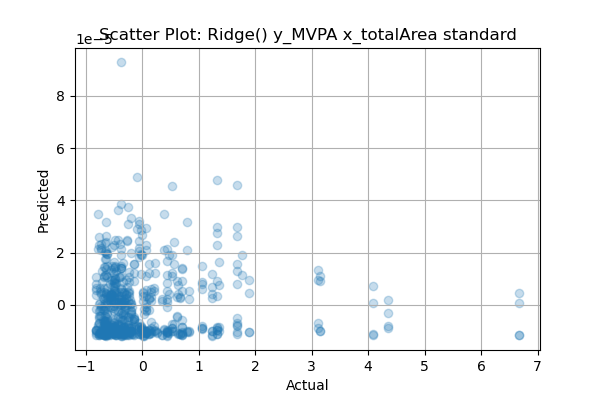 Scatter Plot: Ridge() y_MVPA x_totalArea standard
1e−5
8
6
4
2
0
Predicted
−1 0 1 2 3 4 5 6 7
Actual